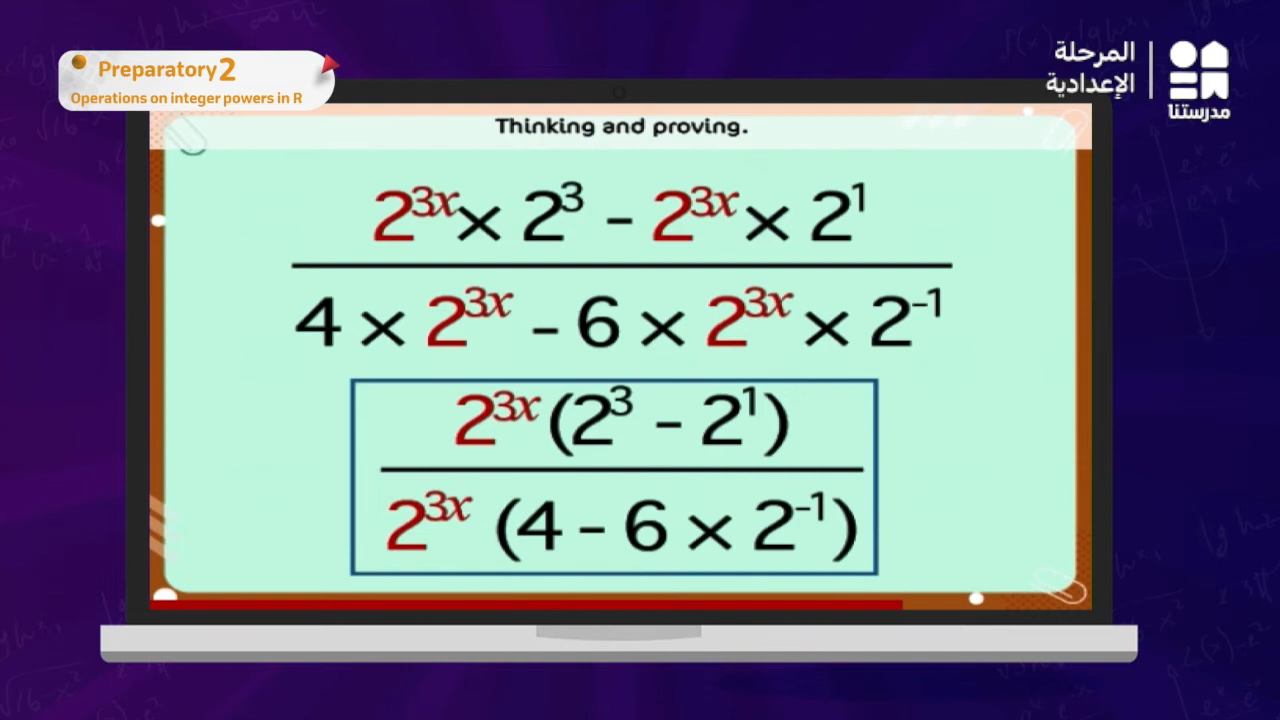 Preparatory 2
Operations on integer powers in R
المرحلة
الإعدادية
مدرستنا
Thinking and proving.
2^{3x} × 2^3 - 2^{3x} × 2^1
4 × 2^{3x} - 6 × 2^{3x} × 2^{-1}
2^{3x} (2^3 - 2^1)
2^{3x} (4 - 6 × 2^{-1})